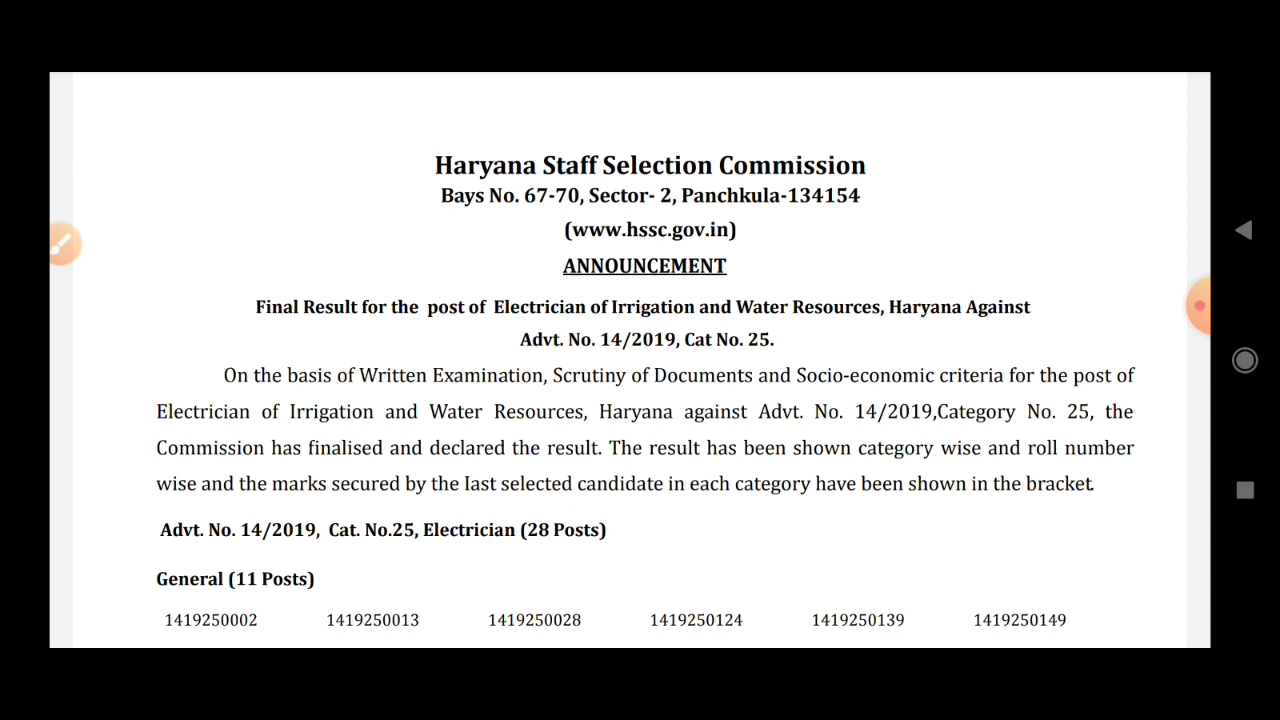 Haryana Staff Selection Commission
Bays No. 67-70, Sector- 2, Panchkula-134154
(www.hssc.gov.in)
ANNOUNCEMENT
Final Result for the post of Electrician of Irrigation and Water Resources, Haryana Against
Advt. No. 14/2019, Cat No. 25.
On the basis of Written Examination, Scrutiny of Documents and Socio-economic criteria for the post of
Electrician of Irrigation and Water Resources, Haryana against Advt. No. 14/2019,Category No. 25, the
Commission has finalised and declared the result. The result has been shown category wise and roll number
wise and the marks secured by the last selected candidate in each category have been shown in the bracket.
Advt. No. 14/2019, Cat. No.25, Electrician (28 Posts)
General (11 Posts)
1419250002 1419250013 1419250028 1419250124 1419250139 1419250149